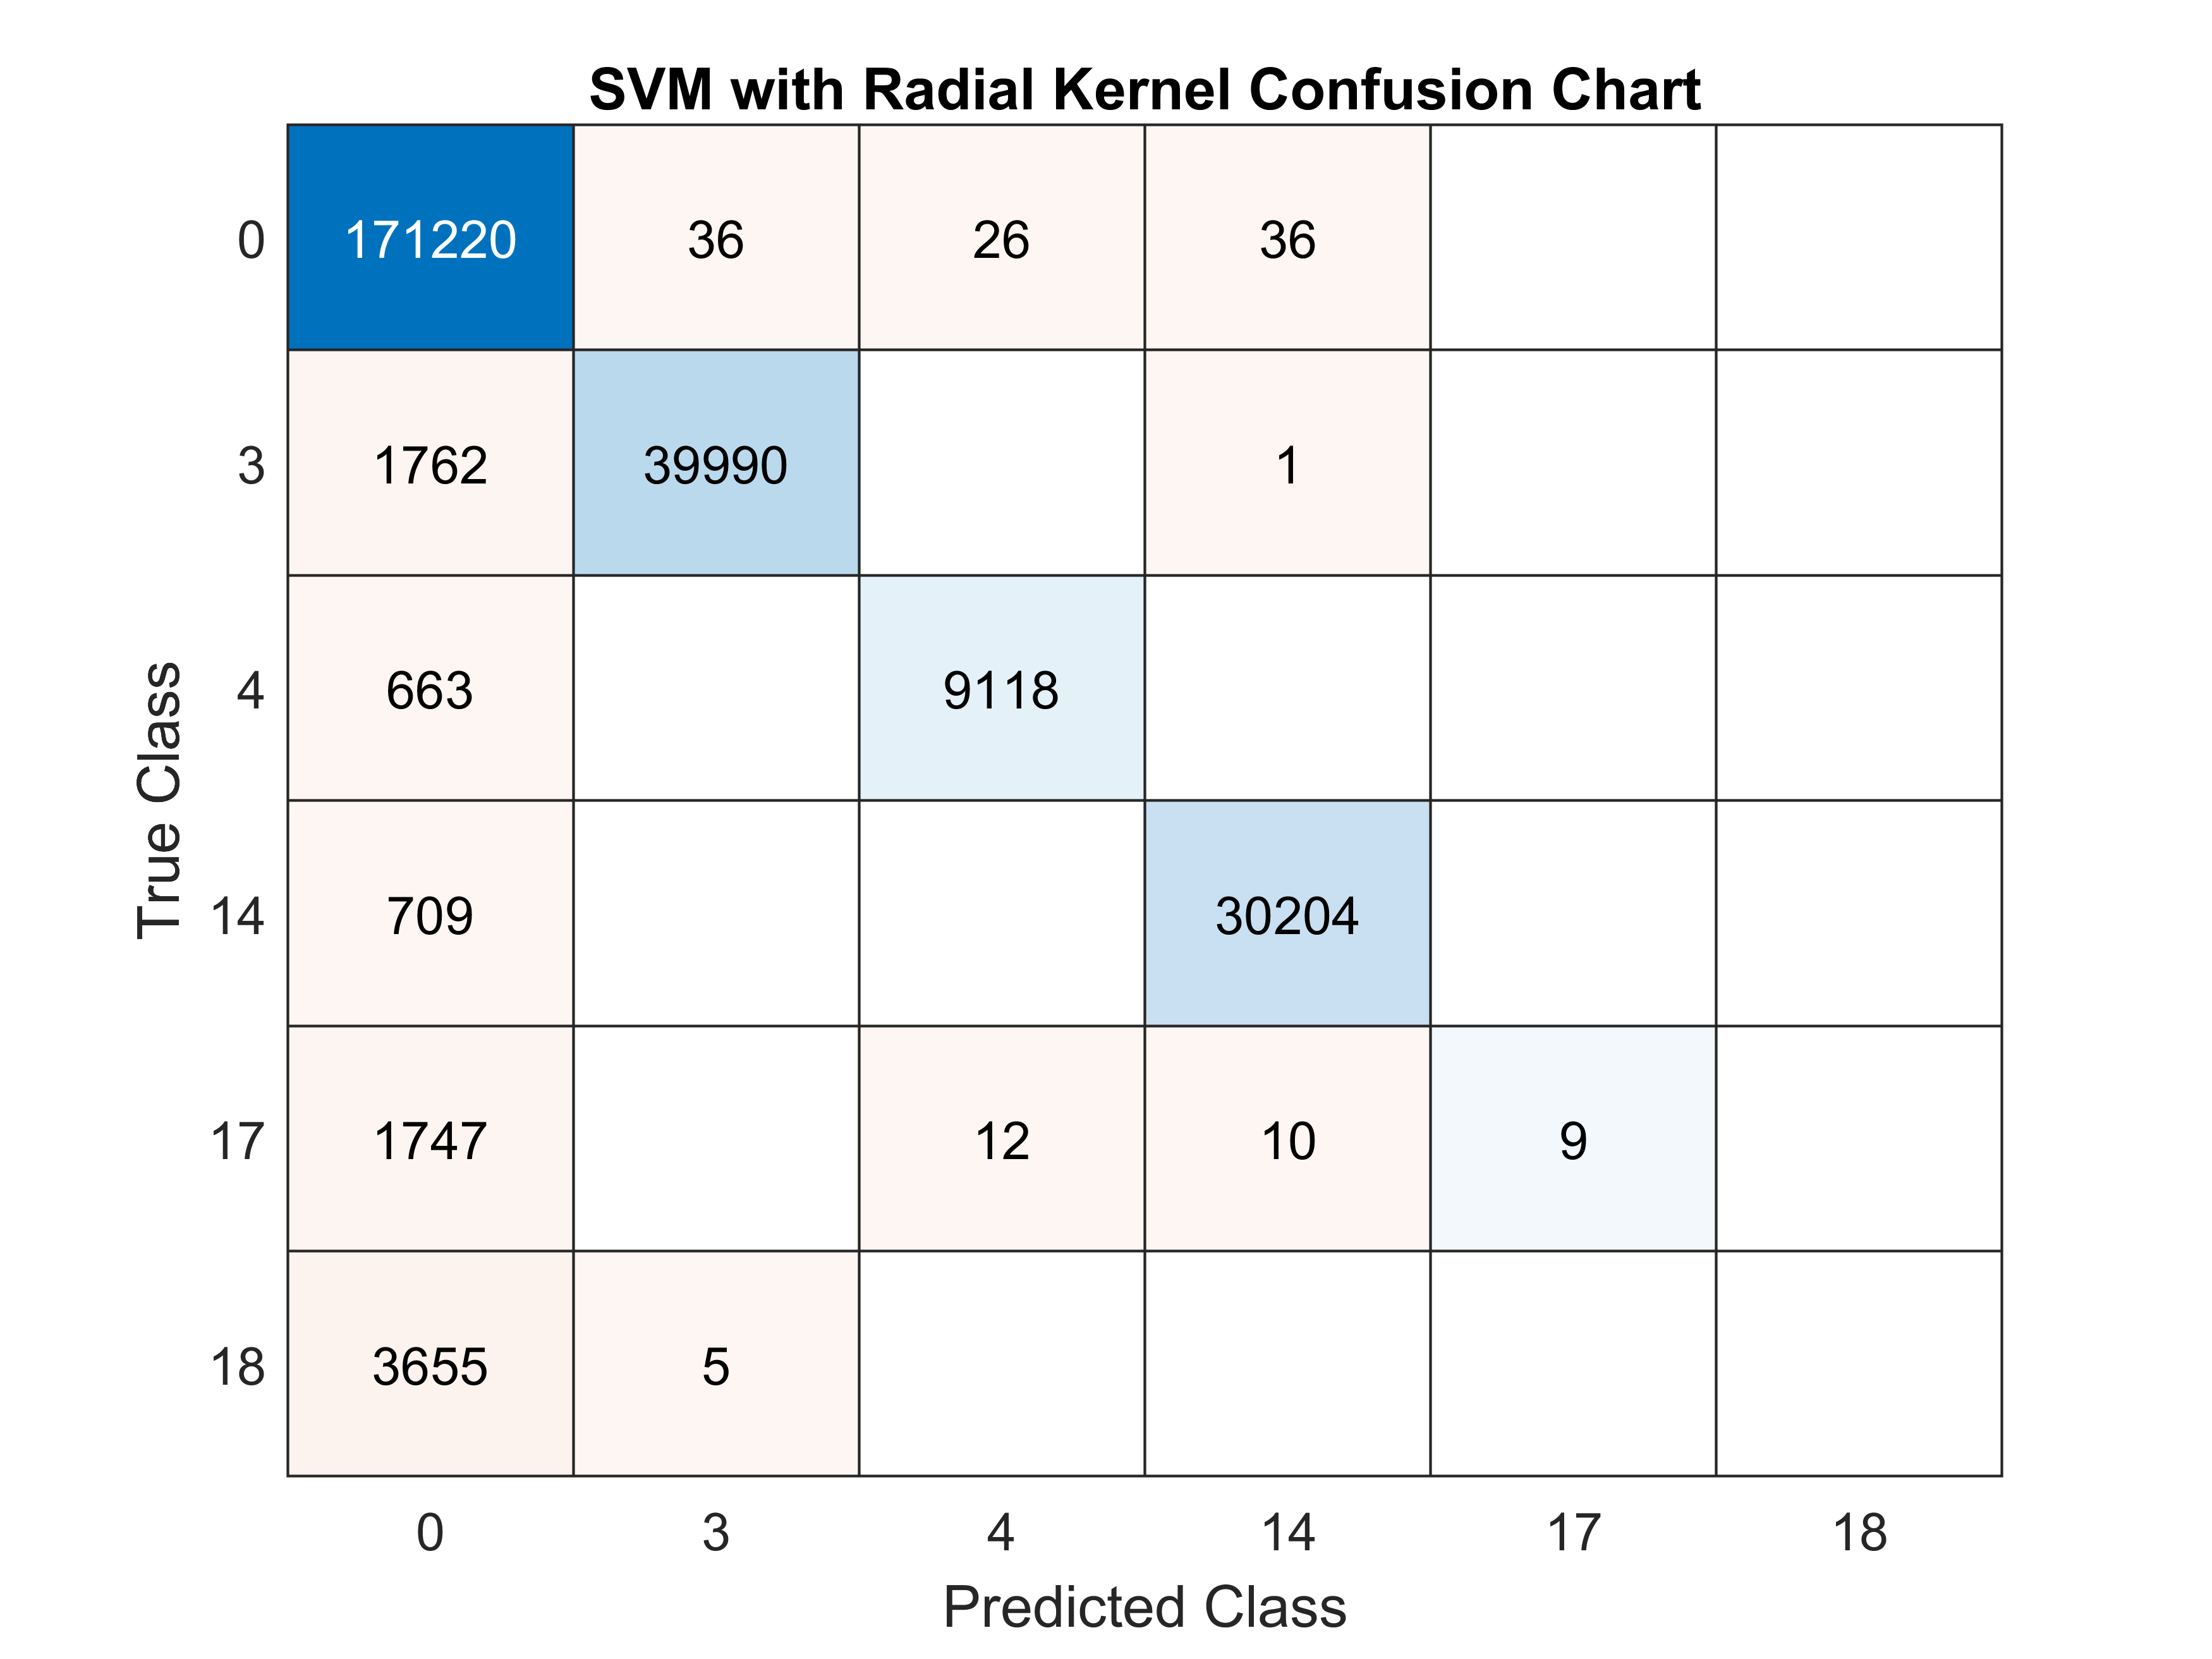 SVM with Radial Kernel Confusion Chart
0 171220 36 26 36
3 1762 39990 1
4 663 9118
14 709 30204
17 1747 12 10 9
18 3655 5
0 3 4 14 17 18
True Class
Predicted Class